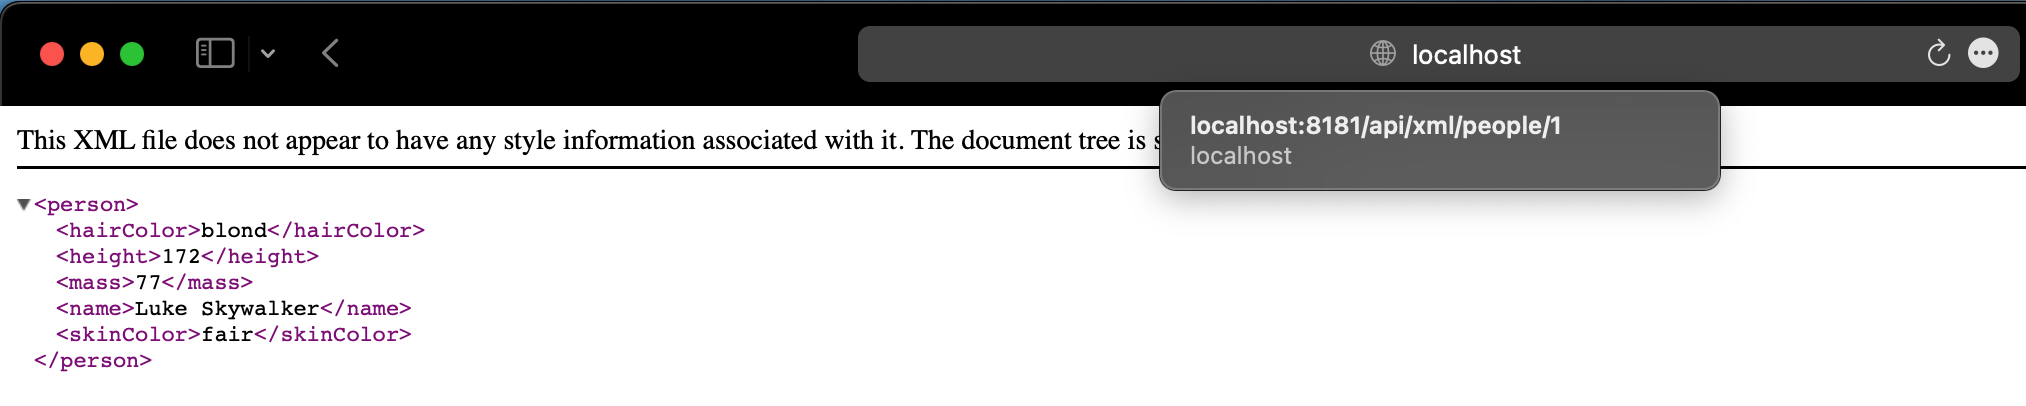 localhost
This XML file does not appear to have any style information associated with it. The document tree is
localhost:8181/api/xml/people/1
localhost
<person>
<hairColor>blond</hairColor>
<height>172</height>
<mass>77</mass>
<name>Luke Skywalker</name>
<skinColor>fair</skinColor>
</person>